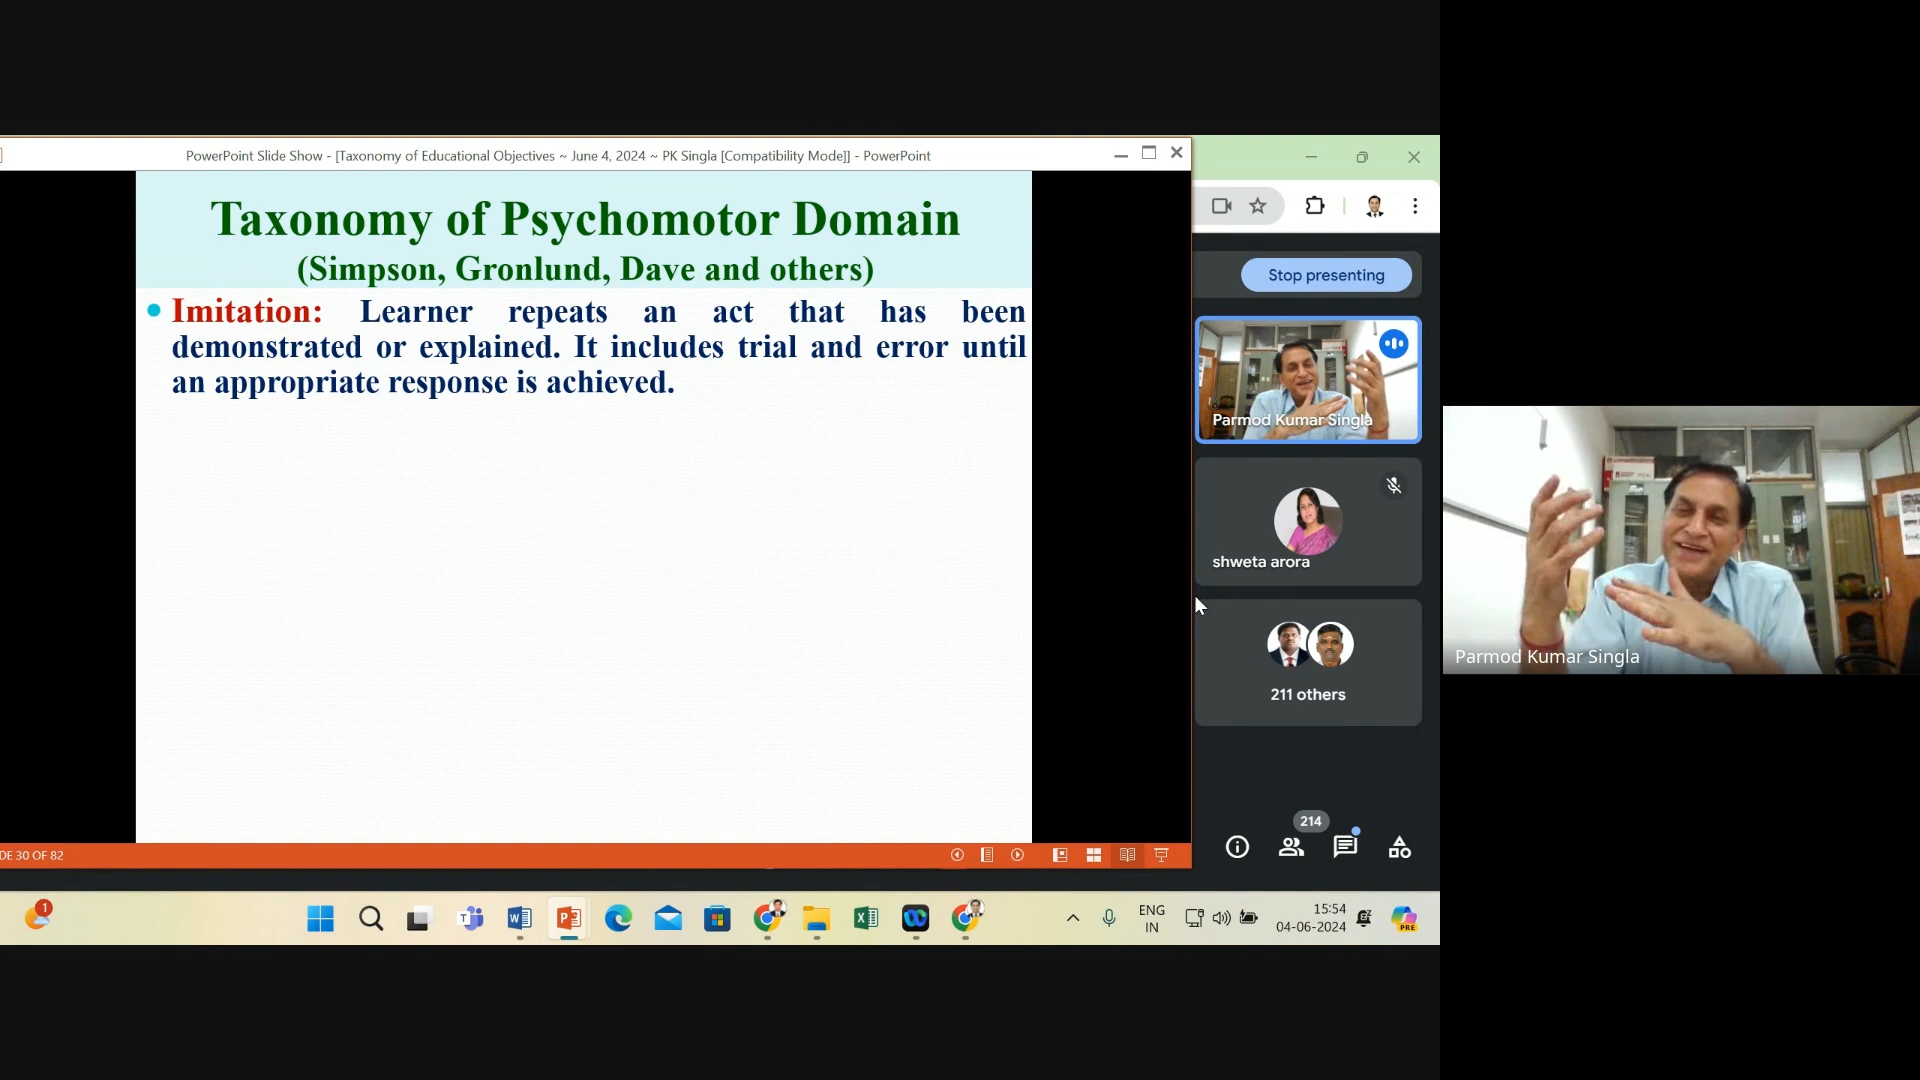 PowerPoint Slide Show - [Taxonomy of Educational Objectives ~ June 4, 2024 ~ PK Singla [Compatibility Mode]] - PowerPoint
Taxonomy of Psychomotor Domain
(Simpson, Gronlund, Dave and others)
Imitation: Learner repeats an act that has been
demonstrated or explained. It includes trial and error until
an appropriate response is achieved.
Stop presenting
Parmod Kumar Singla
shweta arora
211 others
214
Parmod Kumar Singla
DE 30 OF 82
1
ENG
IN
15:54
04-06-2024
PRE